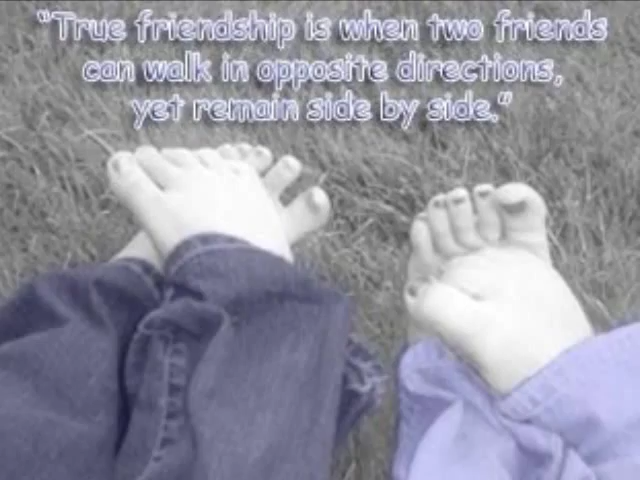 “True friendship is when two friends
can walk in opposite directions,
yet remain side by side.”